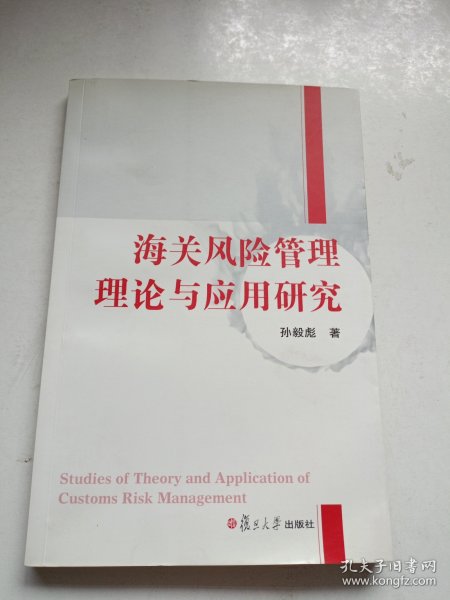 海关风险管理
理论与应用研究
孙毅彪 著
Studies of Theory and Application of
Customs Risk Management
復旦大學出版社
孔夫子旧书网
www.kongfz.com